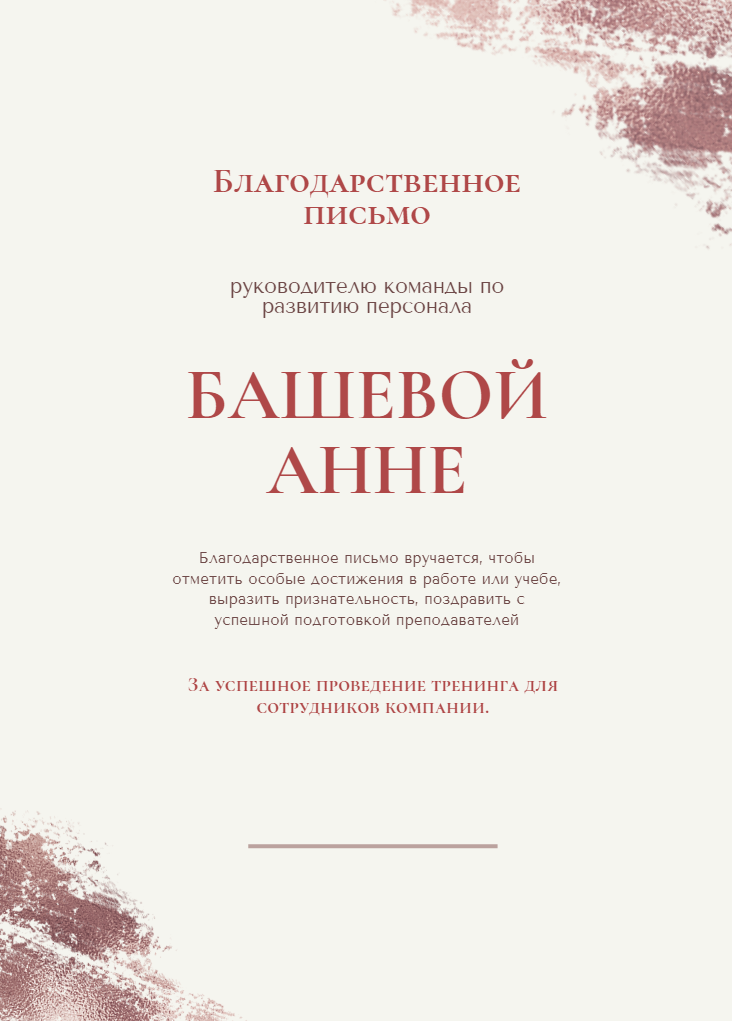 Благодарственное
письмо
руководителю команды по
развитию персонала
БАШЕВОЙ
АННЕ
Благодарственное письмо вручается, чтобы
отметить особые достижения в работе или учебе,
выразить признательность, поздравить с
успешной подготовкой преподавателей
За успешное проведение тренинга для
сотрудников компании.